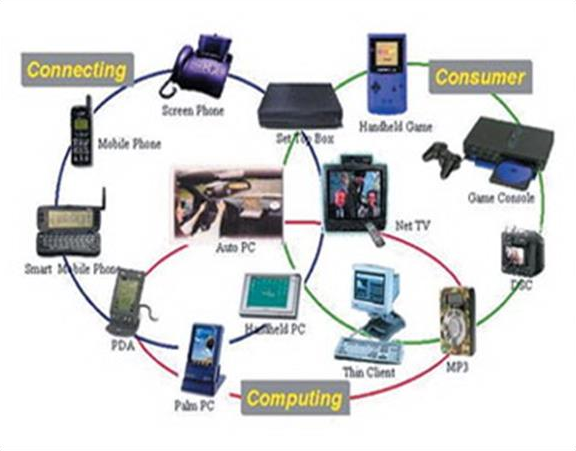 Connecting
Consumer
Screen Phone
Set Top Box
Handheld Game
Mobile Phone
Game Console
Net TV
Auto PC
Smart Mobile Phone
DSC
Handheld PC
PDA
Thin Client
MP3
Palm PC
Computing